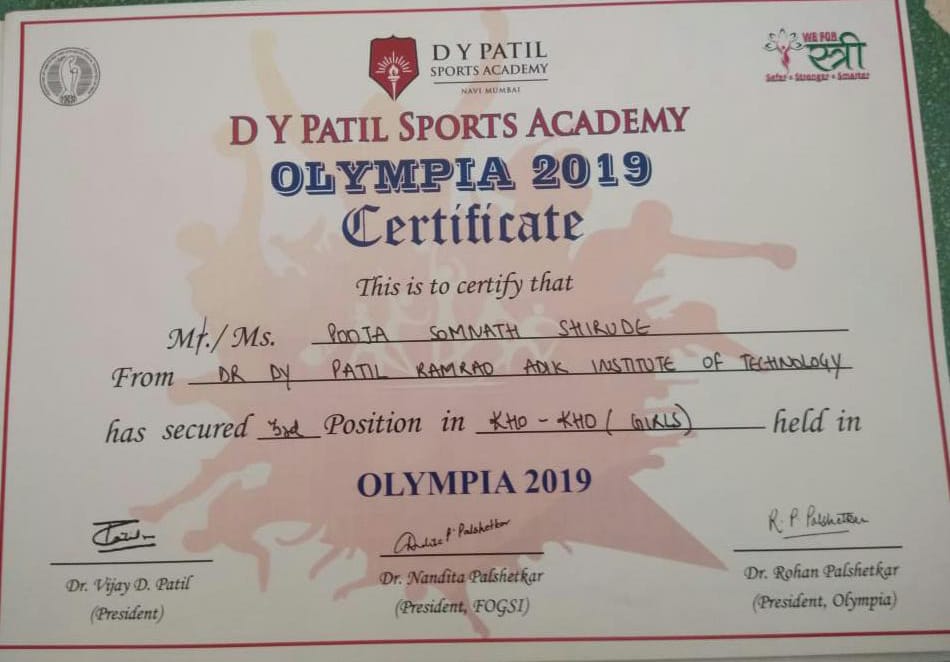 D Y PATIL
SPORTS ACADEMY
NAVI MUMBAI
WE FOR
स्त्री
Safer • Stronger • Smarter
D Y PATIL SPORTS ACADEMY
OLYMPIA 2019
Certificate
This is to certify that
Mr./ Ms. POOJA SOMNATH SHIRUDE
From DR DY PATIL RAMRAO ADIK INSTITUTE OF TECHNOLOGY
has secured 3rd Position in KHO - KHO ( GIRLS) held in
OLYMPIA 2019
P. Palshetkar
R. P. Palshetkar
Dr. Vijay D. Patil
(President)
Dr. Nandita Palshetkar
(President, FOGSI)
Dr. Rohan Palshetkar
(President, Olympia)